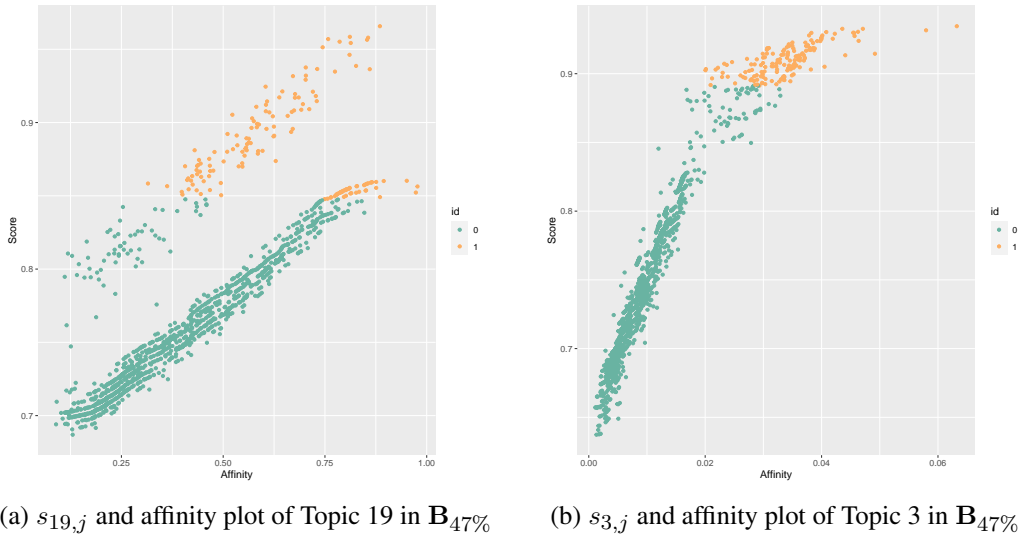 0.9
0.8
0.7
Score
0.25
0.50
0.75
1.00
Affinity
id
0
1
0.9
0.8
0.7
Score
0.00
0.02
0.04
0.06
Affinity
id
0
1
(a) s19,j and affinity plot of Topic 19 in B47%
(b) s3,j and affinity plot of Topic 3 in B47%